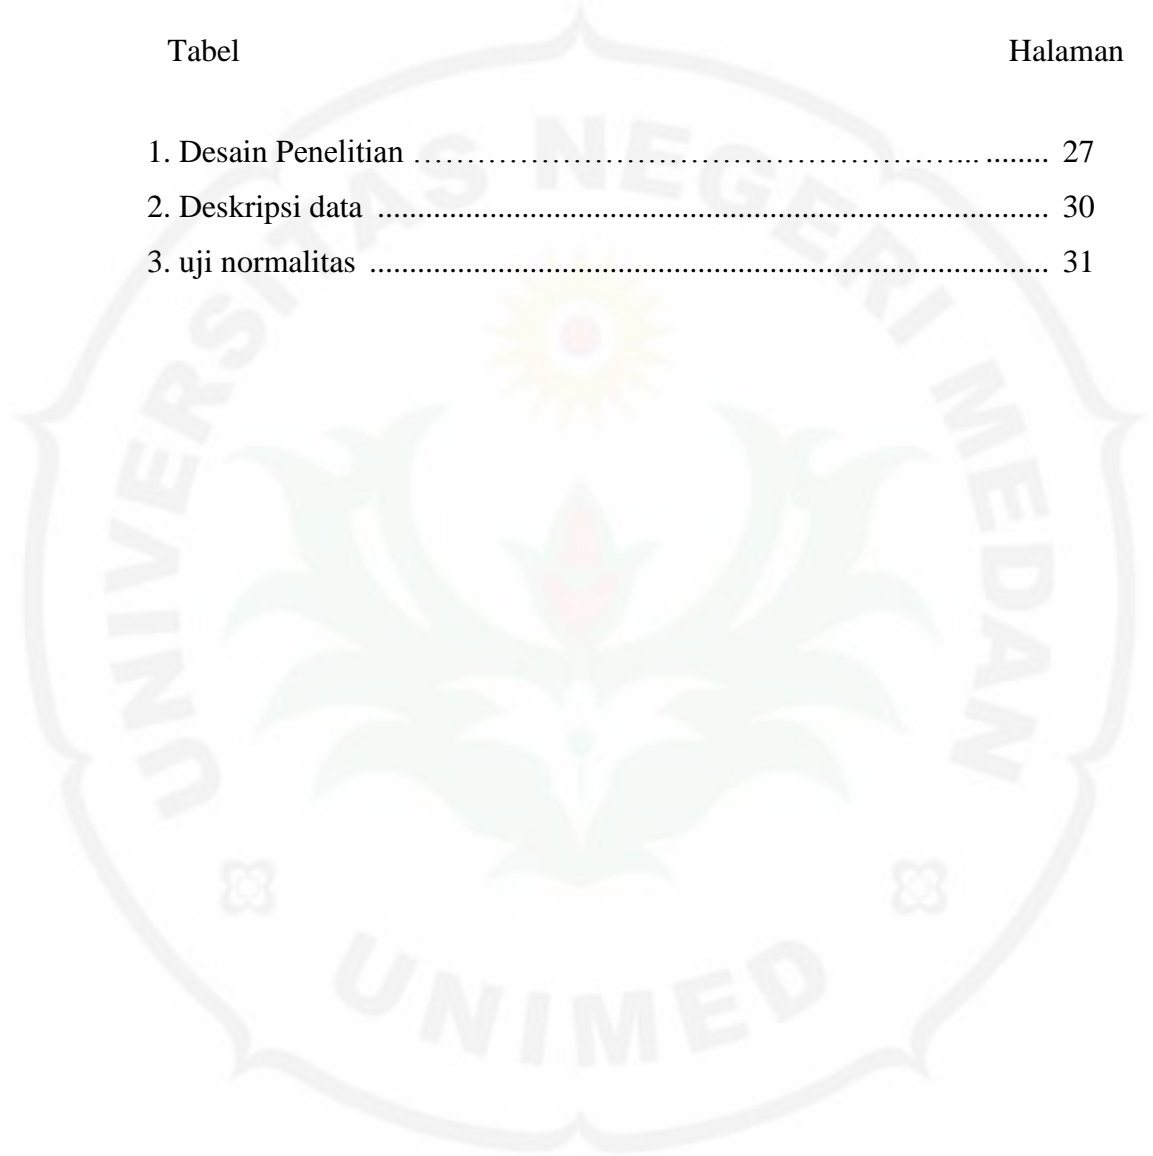 Tabel Halaman
1. Desain Penelitian ……………………………………………... ........ 27
2. Deskripsi data ..................................................................................... 30
3. uji normalitas ...................................................................................... 31
UNIVERSITAS NEGERI MEDAN
UNIMED